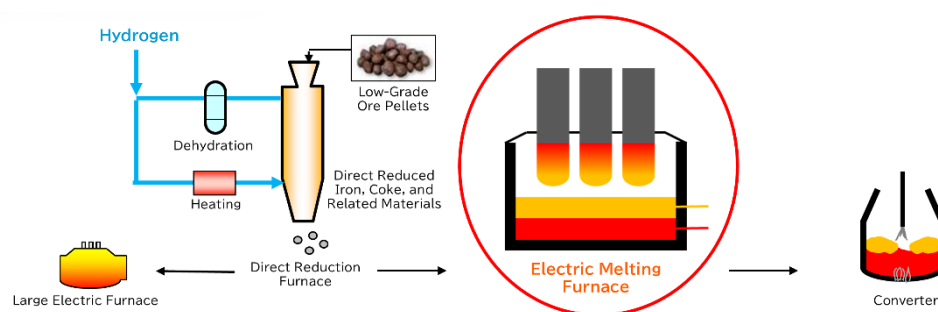 Hydrogen
Low-Grade
Ore Pellets
Dehydration
Heating
Direct Reduced
Iron, Coke, and
Related Materials
Direct Reduction
Furnace
Large Electric Furnace
Electric Melting
Furnace
Converter